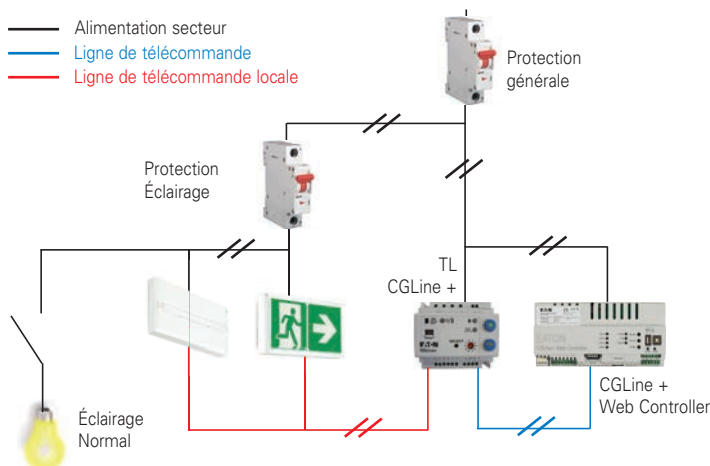 Alimentation secteur
Ligne de télécommande
Ligne de télécommande locale
Protection
générale
Protection
Éclairage
TL
CGLine +
EATON
CGLine +
Web Controller
Éclairage
Normal